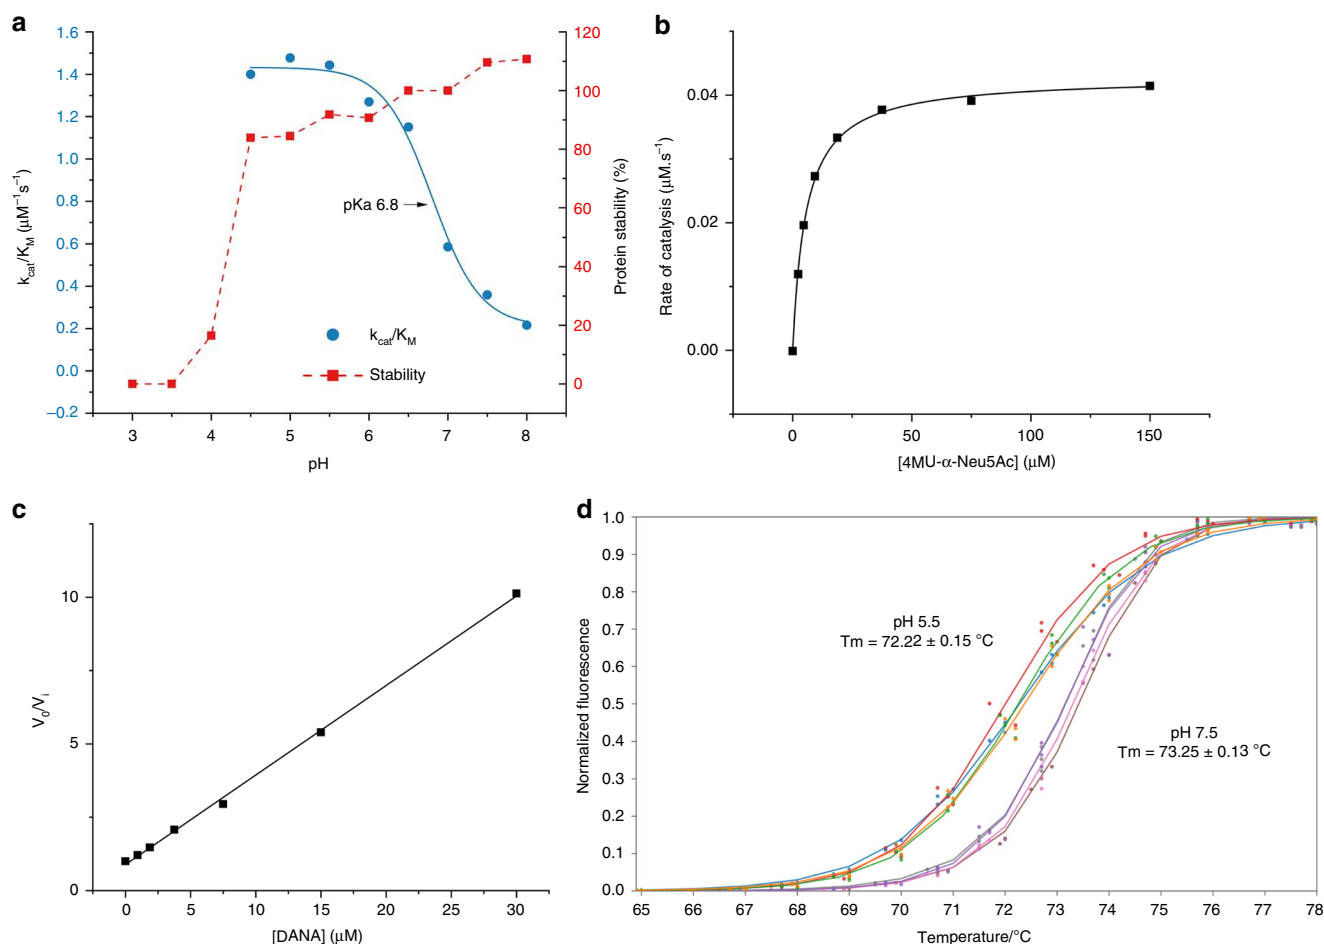 a
1.6
1.4
1.2
1.0
0.8
0.6
0.4
0.2
0.0
−0.2
k_cat/K_M (μM⁻¹s⁻¹)
120
100
80
60
40
20
0
Protein stability (%)
pKa 6.8
k_cat/K_M
Stability
3 4 5 6 7 8
pH
b
0.04
0.02
0.00
Rate of catalysis (μM.s⁻¹)
0 50 100 150
[4MU-α-Neu5Ac] (μM)
c
10
5
0
V_0/V_i
0 5 10 15 20 25 30
[DANA] (μM)
d
1.0
0.9
0.8
0.7
0.6
0.5
0.4
0.3
0.2
0.1
0.0
Normalized fluorescence
pH 5.5
Tm = 72.22 ± 0.15 °C
pH 7.5
Tm = 73.25 ± 0.13 °C
65 66 67 68 69 70 71 72 73 74 75 76 77 78
Temperature/°C